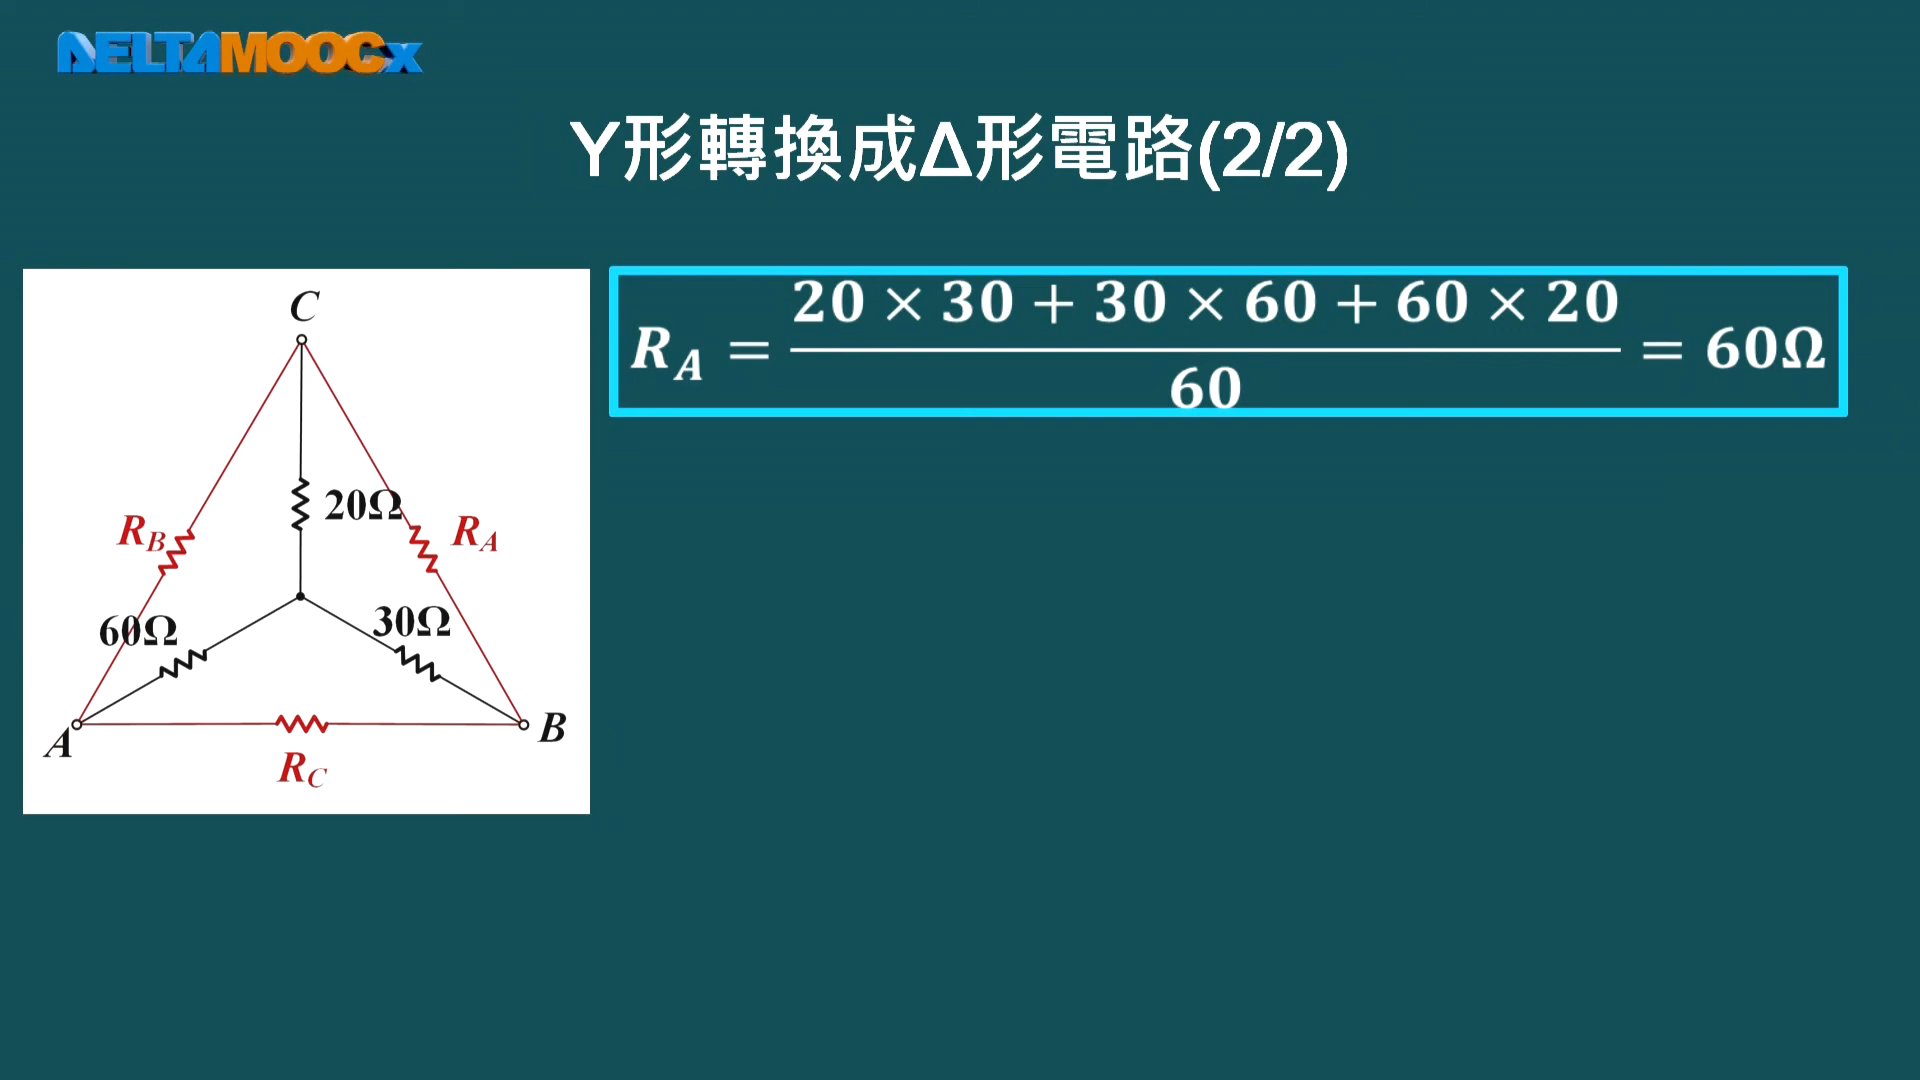 DELTAMOOCx
Y形轉換成Δ形電路(2/2)
C
20Ω
R_B
R_A
60Ω
30Ω
A
B
R_C
R_A = \frac{20 × 30 + 30 × 60 + 60 × 20}{60} = 60Ω